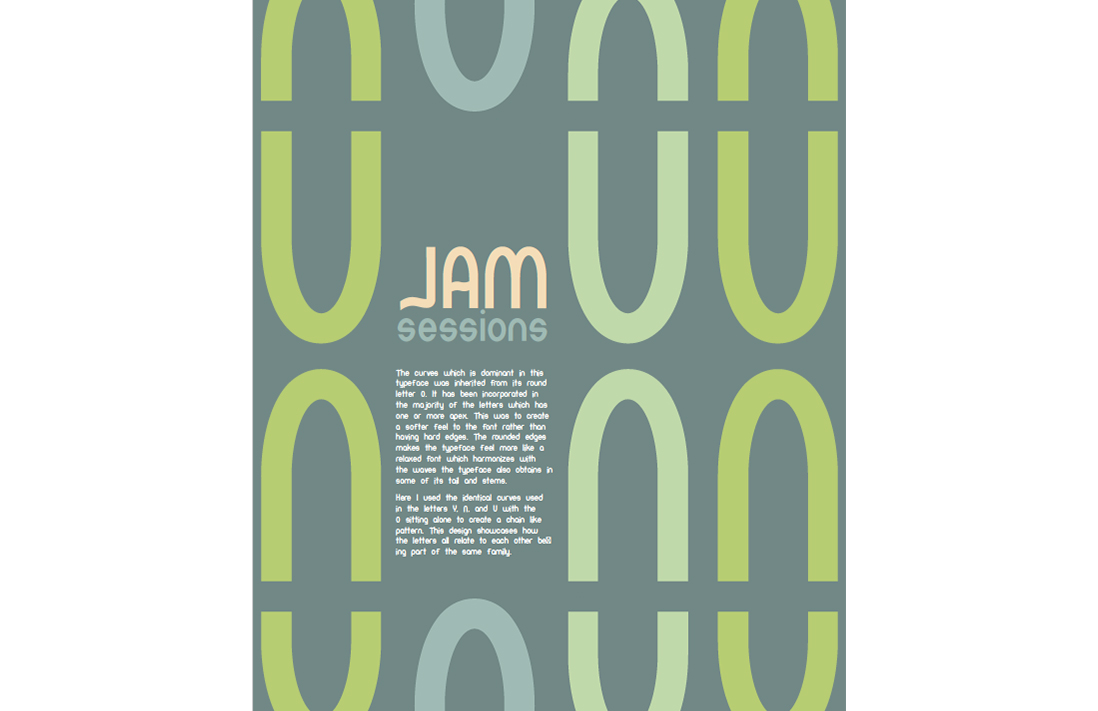 JAM
sessions
The curves which is dominant in this
typeface was inherited from its round
letter O. It has been incorporated in
the majority of the letters which has
one or more apex. This was to create
a softer feel to the font rather than
having hard edges. The rounded edges
makes the typeface feel more like a
relaxed font which harmonizes with
the waves the typeface also obtains in
some of its tail and stems.
Here I used the identical curves used
in the letters Y, N, and U with the
O sitting alone to create a chain like
pattern. This design showcases how
the letters all relate to each other be
ing part of the same family.